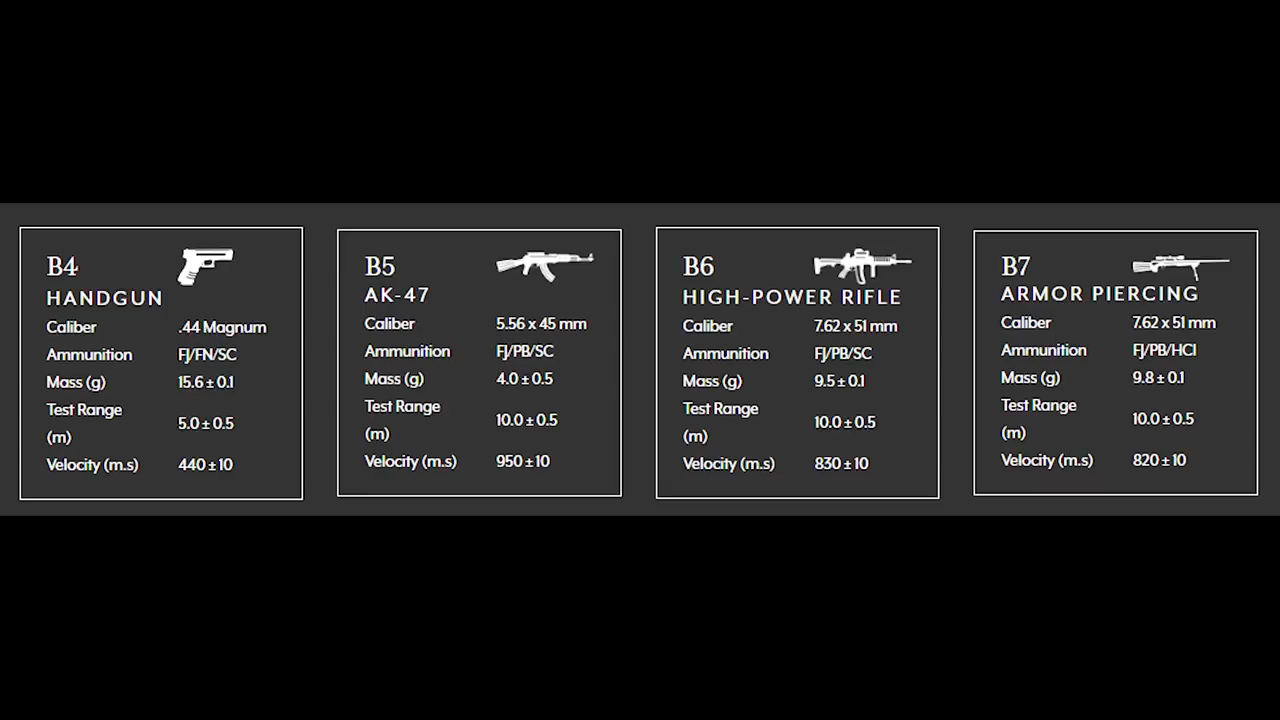 B4
HANDGUN
Caliber .44 Magnum
Ammunition FJ/FN/SC
Mass (g) 15.6 ± 0.1
Test Range (m) 5.0 ± 0.5
Velocity (m.s) 440 ± 10
B5
AK-47
Caliber 5.56 x 45 mm
Ammunition FJ/PB/SC
Mass (g) 4.0 ± 0.5
Test Range (m) 10.0 ± 0.5
Velocity (m.s) 950 ± 10
B6
HIGH-POWER RIFLE
Caliber 7.62 x 51 mm
Ammunition FJ/PB/SC
Mass (g) 9.5 ± 0.1
Test Range (m) 10.0 ± 0.5
Velocity (m.s) 830 ± 10
B7
ARMOR PIERCING
Caliber 7.62 x 51 mm
Ammunition FJ/PB/HCI
Mass (g) 9.8 ± 0.1
Test Range (m) 10.0 ± 0.5
Velocity (m.s) 820 ± 10